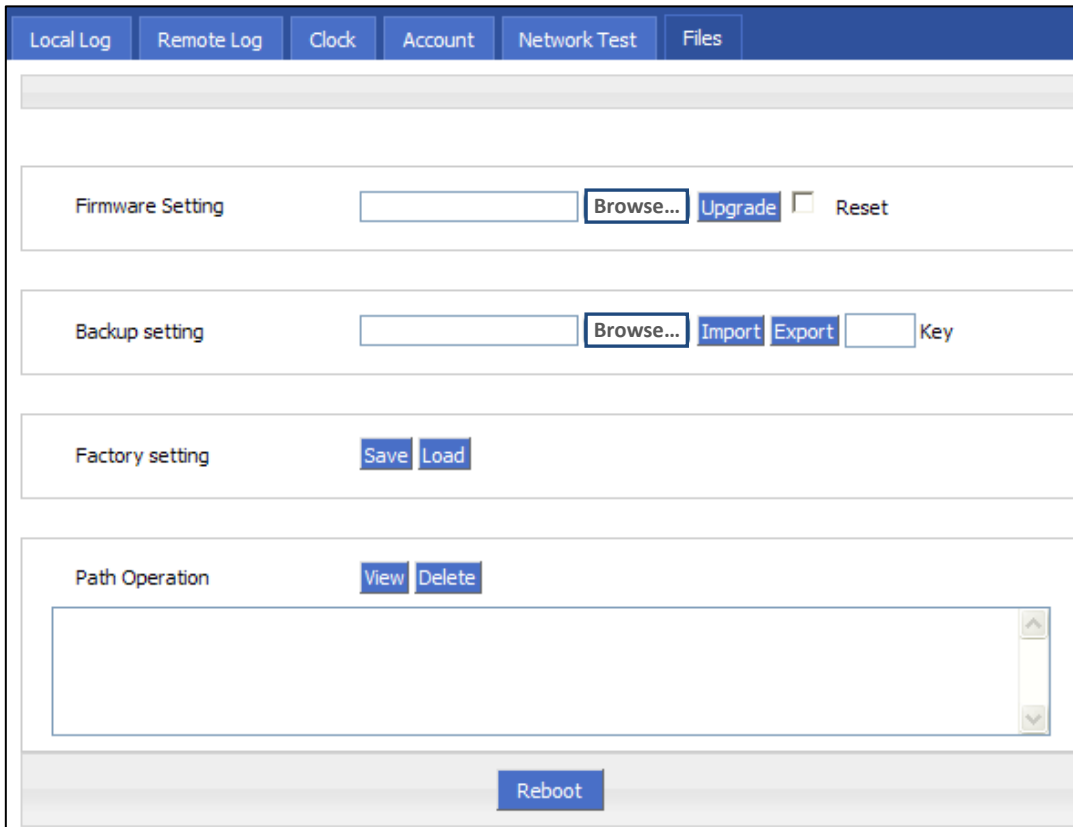 Local Log Remote Log Clock Account Network Test Files
Firmware Setting Browse... Upgrade Reset
Backup setting Browse... Import Export Key
Factory setting Save Load
Path Operation View Delete
Reboot